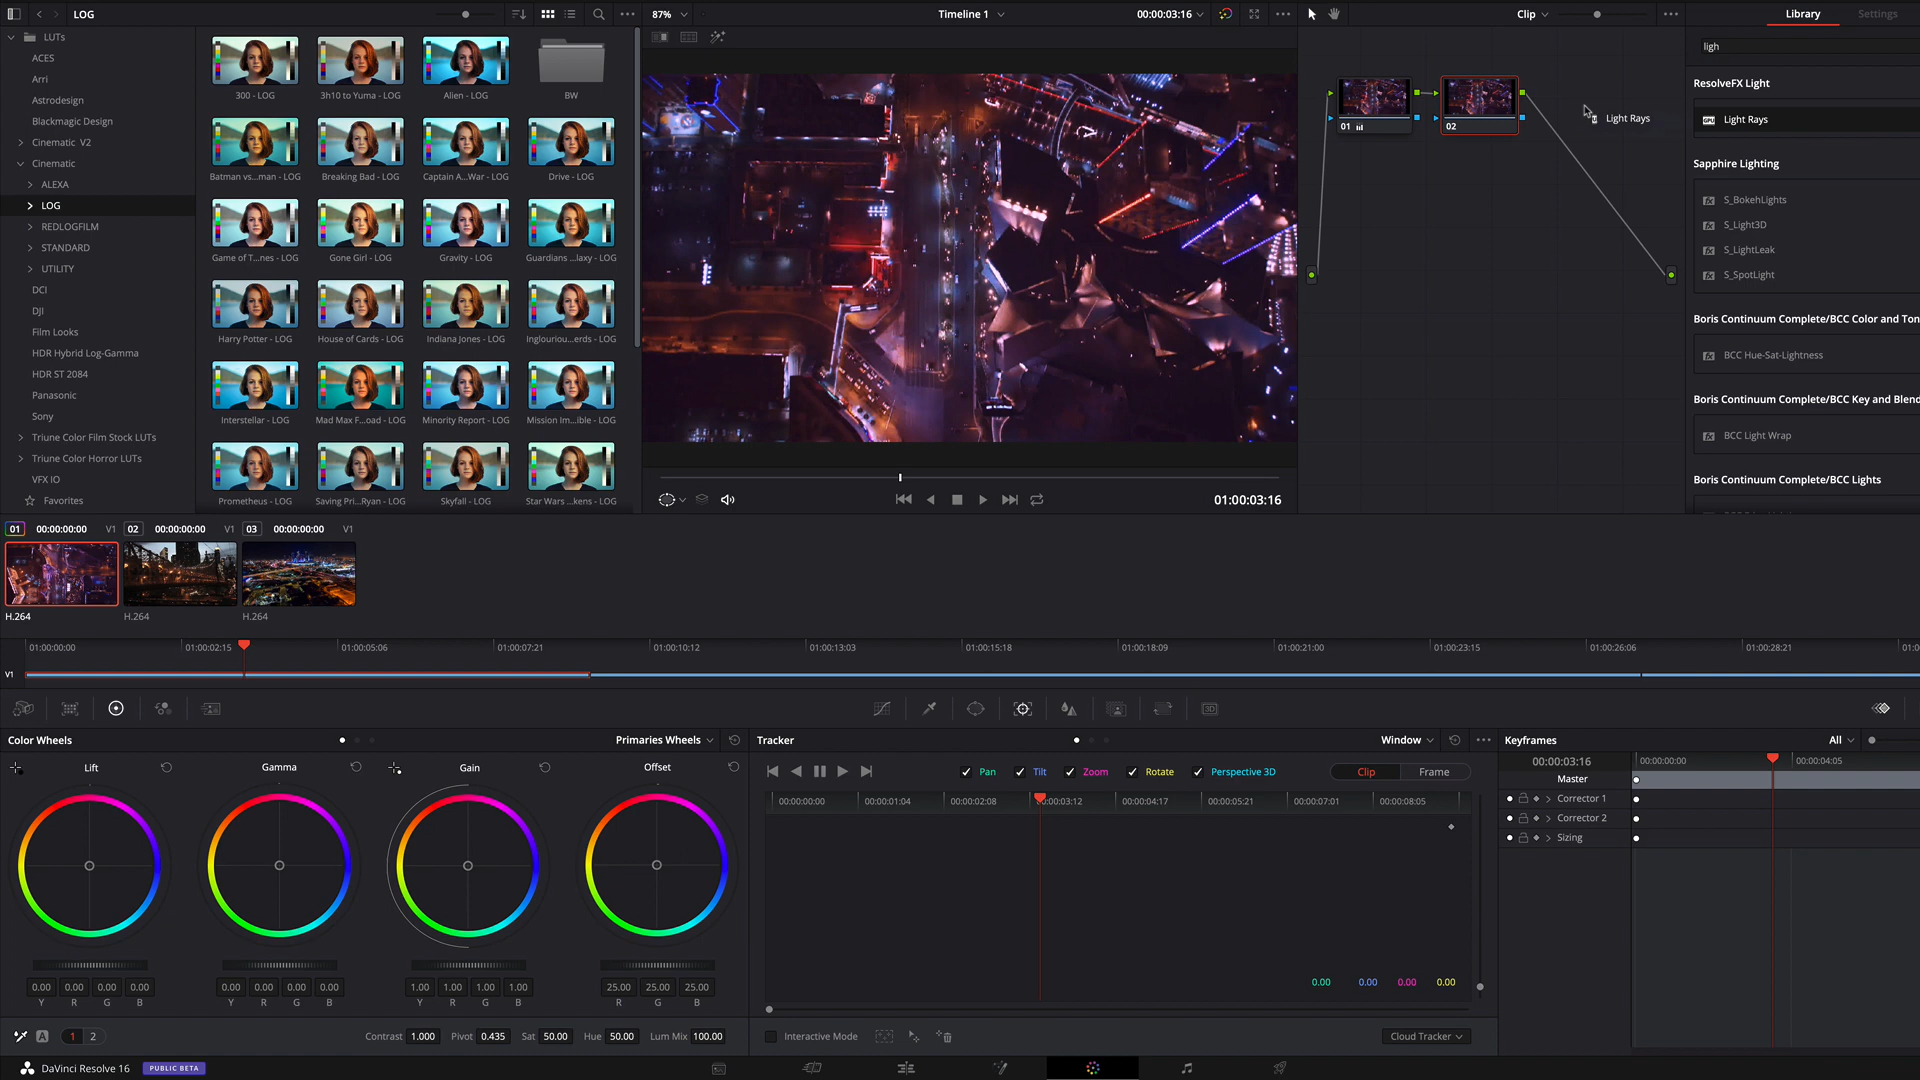 LOG
87%
Timeline 1
00:00:03:16
Clip
Library
Settings
LUTs
ACES
Arri
Astrodesign
Blackmagic Design
Cinematic V2
Cinematic
ALEXA
LOG
REDLOGFILM
STANDARD
UTILITY
DCI
DJI
Film Looks
HDR Hybrid Log-Gamma
HDR ST 2084
Panasonic
Sony
Triune Color Film Stock LUTs
Triune Color Horror LUTs
VFX IO
Favorites
300 - LOG
3h10 to Yuma - LOG
Alien - LOG
BW
Batman vs...man - LOG
Breaking Bad - LOG
Captain A...War - LOG
Drive - LOG
Game of T...nes - LOG
Gone Girl - LOG
Gravity - LOG
Guardians ...laxy - LOG
Harry Potter - LOG
House of Cards - LOG
Indiana Jones - LOG
Inglouriou...erds - LOG
Interstellar - LOG
Mad Max F...oad - LOG
Minority Report - LOG
Mission Im...ible - LOG
Prometheus - LOG
Saving Pri...Ryan - LOG
Skyfall - LOG
Star Wars ...kens - LOG
01:00:03:16
01
02
Light Rays
ligh
ResolveFX Light
Light Rays
Sapphire Lighting
S_BokehLights
S_Light3D
S_LightLeak
S_SpotLight
Boris Continuum Complete/BCC Color and Ton
BCC Hue-Sat-Lightness
Boris Continuum Complete/BCC Key and Blend
BCC Light Wrap
Boris Continuum Complete/BCC Lights
01 00:00:00:00 V1 02 00:00:00:00 V1 03 00:00:00:00 V1
H.264 H.264 H.264
01:00:00:00 01:00:02:15 01:00:05:06 01:00:07:21 01:00:10:12 01:00:13:03 01:00:15:18 01:00:18:09 01:00:21:00 01:00:23:15 01:00:26:06 01:00:28:21
V1
Color Wheels
Primaries Wheels
Lift Gamma Gain Offset
0.00 0.00 0.00 0.00 0.00 0.00 0.00 0.00 1.00 1.00 1.00 1.00 25.00 25.00 25.00
Y R G B Y R G B Y R G B R G B
A 1 2 Contrast 1.000 Pivot 0.435 Sat 50.00 Hue 50.00 Lum Mix 100.00
Tracker
Window
Pan Tilt Zoom Rotate Perspective 3D Clip Frame
00:00:00:00 00:00:01:04 00:00:02:08 00:00:03:12 00:00:04:17 00:00:05:21 00:00:07:01 00:00:08:05
0.00 0.00 0.00 0.00
Interactive Mode
Cloud Tracker
Keyframes
All
00:00:03:16 00:00:00:00 00:00:04:05
Master
Corrector 1
Corrector 2
Sizing
3D
DaVinci Resolve 16 PUBLIC BETA